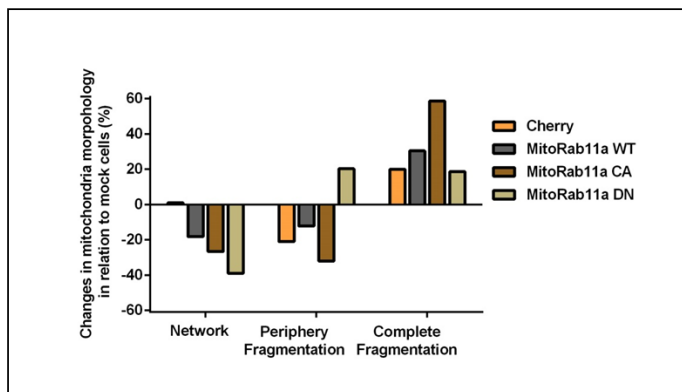 Changes in mitochondria morpohology
in relation to mock cells (%)
60
40
20
0
-20
-40
-60
Network
Periphery
Fragmentation
Complete
Fragmentation
Cherry
MitoRab11a WT
MitoRab11a CA
MitoRab11a DN